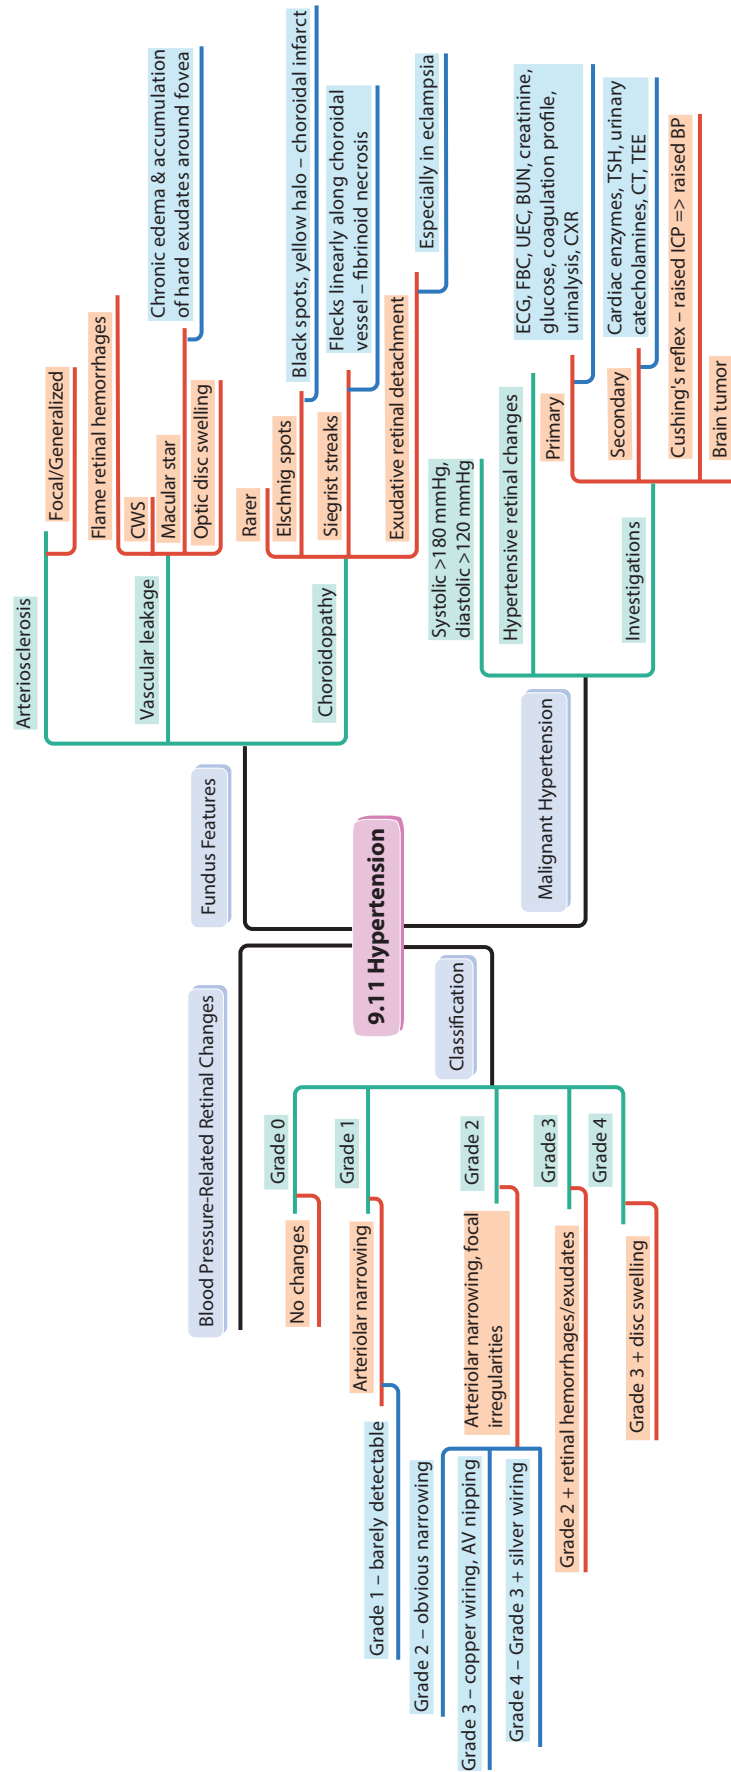 9.11 Hypertension
Blood Pressure-Related Retinal Changes
Classification
Grade 0
No changes
Grade 1
Arteriolar narrowing
Grade 1 – barely detectable
Grade 2
Arteriolar narrowing, focal
irregularities
Grade 2 – obvious narrowing
Grade 3 – copper wiring, AV nipping
Grade 4 – Grade 3 + silver wiring
Grade 3
Grade 2 + retinal hemorrhages/exudates
Grade 4
Grade 3 + disc swelling
Fundus Features
Arteriosclerosis
Focal/Generalized
Vascular leakage
Flame retinal hemorrhages
CWS
Macular star
Chronic edema & accumulation
of hard exudates around fovea
Optic disc swelling
Choroidopathy
Rarer
Elschnig spots
Black spots, yellow halo – choroidal infarct
Siegrist streaks
Flecks linearly along choroidal
vessel – fibrinoid necrosis
Exudative retinal detachment
Especially in eclampsia
Malignant Hypertension
Systolic >180 mmHg,
diastolic >120 mmHg
Hypertensive retinal changes
Investigations
Primary
ECG, FBC, UEC, BUN, creatinine,
glucose, coagulation profile,
urinalysis, CXR
Secondary
Cardiac enzymes, TSH, urinary
catecholamines, CT, TEE
Cushing's reflex – raised ICP => raised BP
Brain tumor